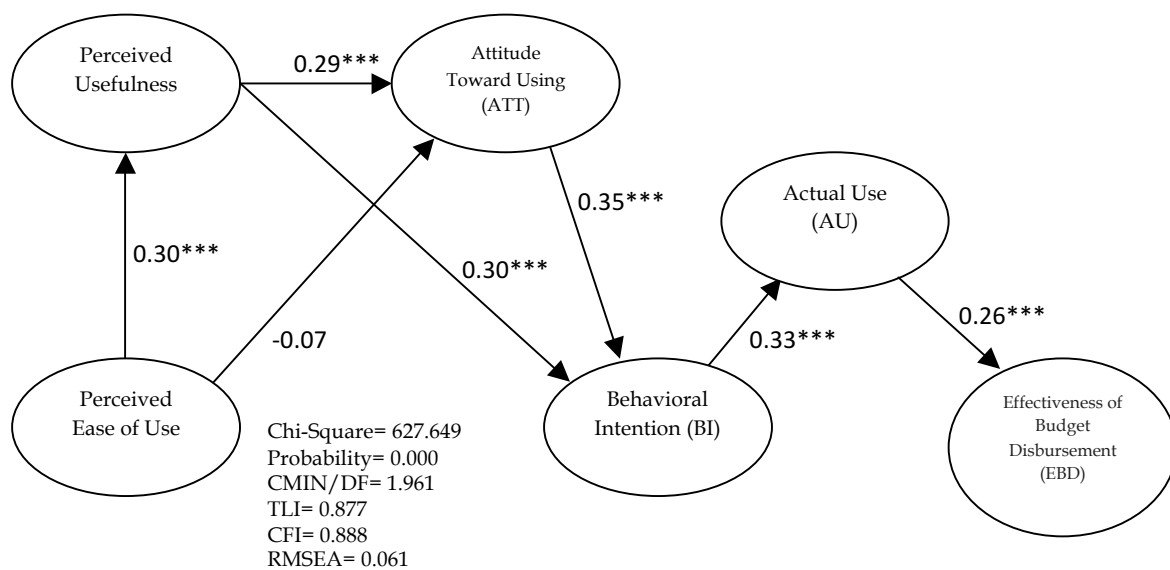 Perceived
Usefulness
0.29***
Attitude
Toward Using
(ATT)
0.30***
0.35***
Actual Use
(AU)
0.30***
-0.07
0.33***
0.26***
Perceived
Ease of Use
Chi-Square= 627.649
Probability= 0.000
CMIN/DF= 1.961
TLI= 0.877
CFI= 0.888
RMSEA= 0.061
Behavioral
Intention (BI)
Effectiveness of
Budget
Disbursement
(EBD)